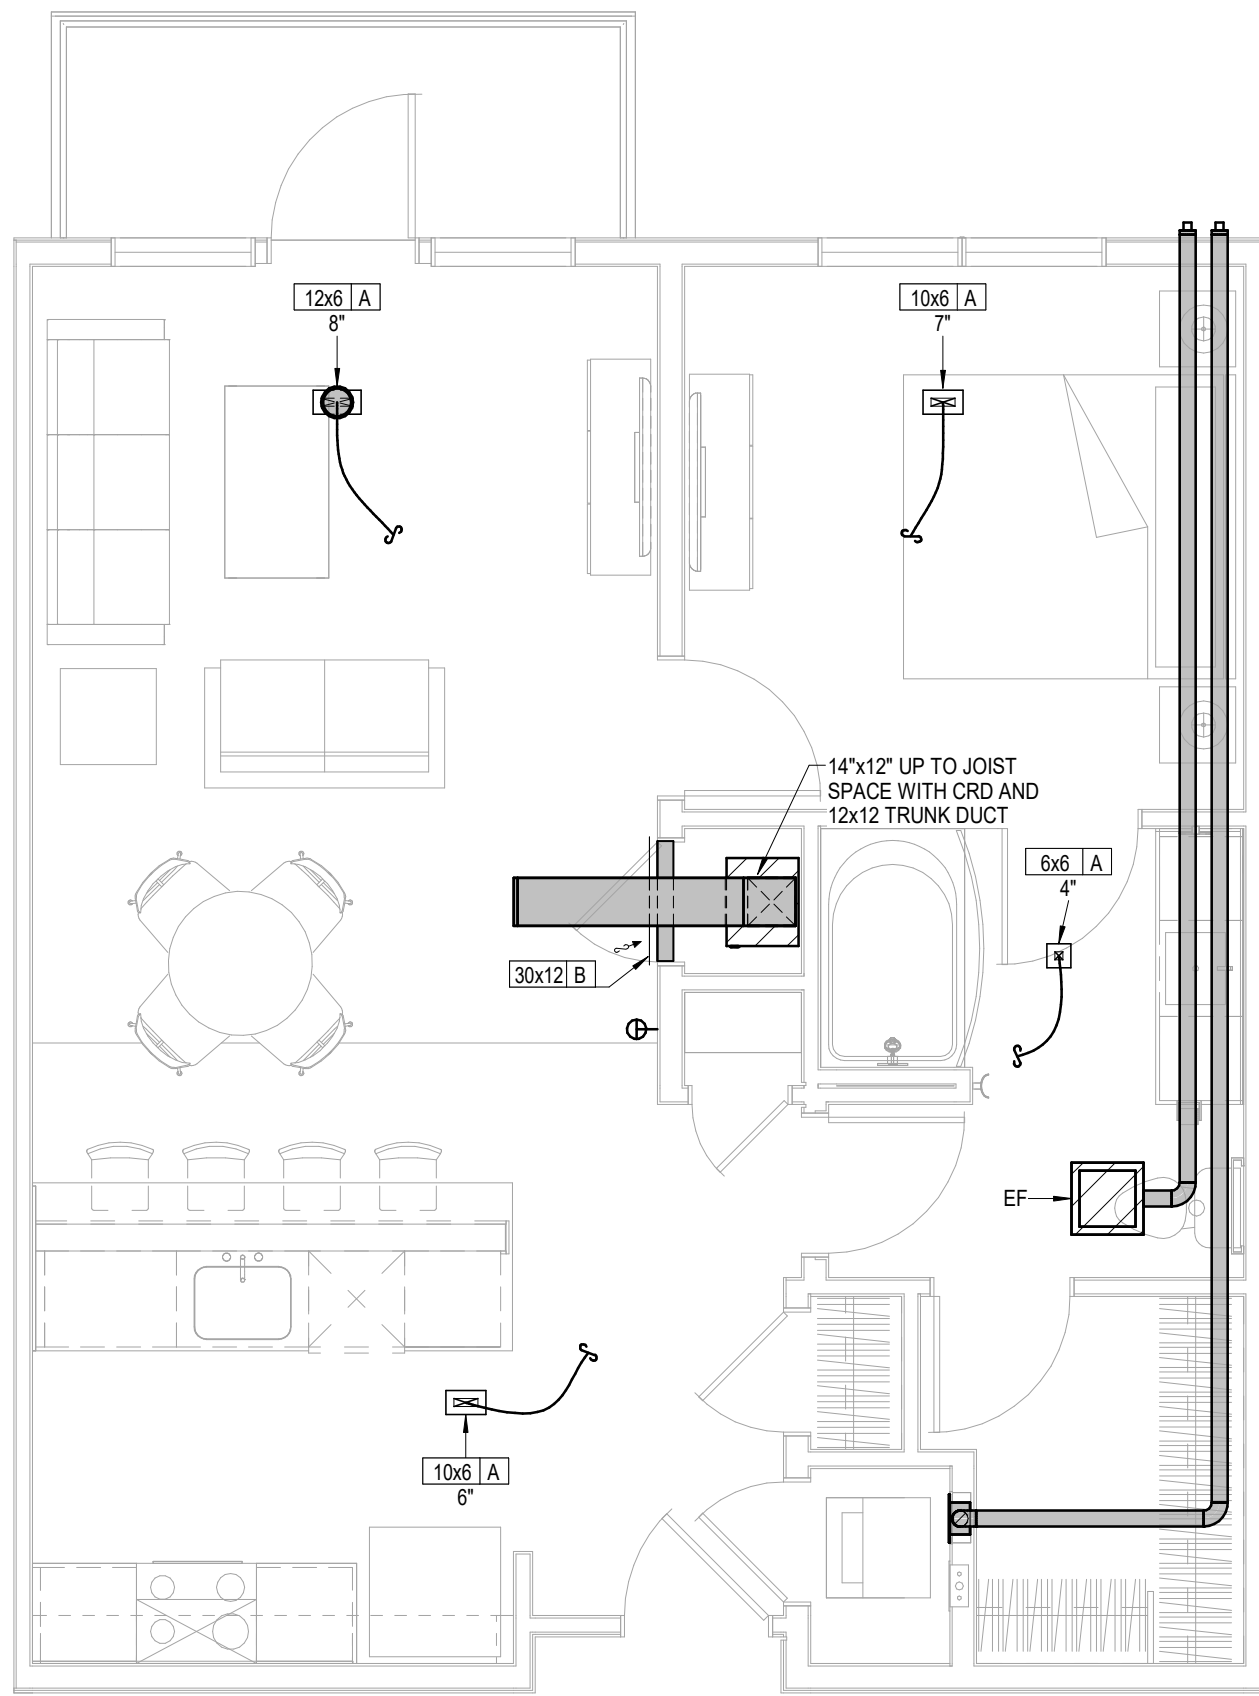 12x6 A
8"
10x6 A
7"
14"x12" UP TO JOIST
SPACE WITH CRD AND
12x12 TRUNK DUCT
6x6 A
4"
30x12 B
EF
10x6 A
6"